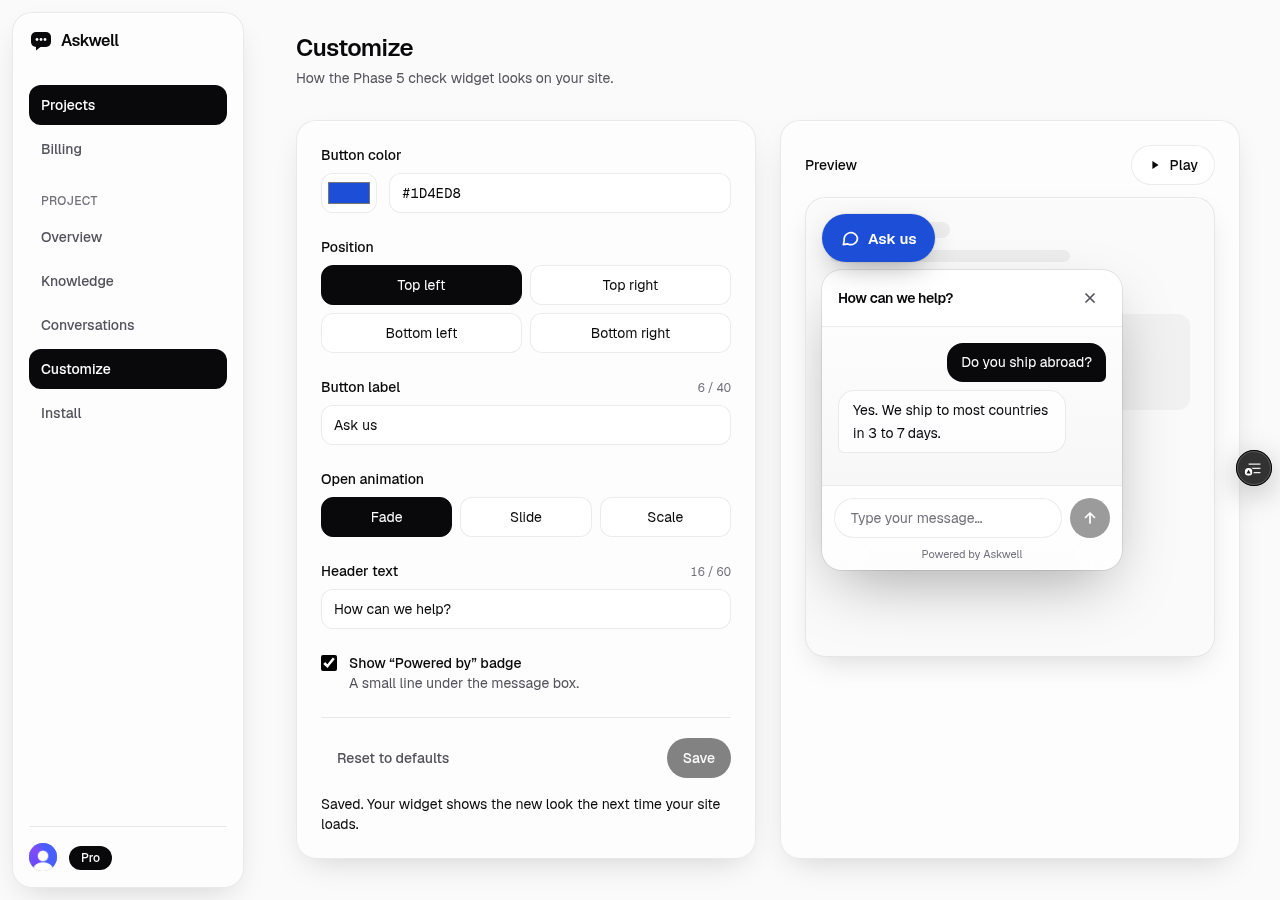 Askwell
Projects
Billing
PROJECT
Overview
Knowledge
Conversations
Customize
Install
Pro
Customize
How the Phase 5 check widget looks on your site.
Button color
#1D4ED8
Position
Top left
Top right
Bottom left
Bottom right
Button label
6 / 40
Ask us
Open animation
Fade
Slide
Scale
Header text
16 / 60
How can we help?
Show “Powered by” badge
A small line under the message box.
Reset to defaults
Save
Saved. Your widget shows the new look the next time your site
loads.
Preview
Play
Ask us
How can we help?
Do you ship abroad?
Yes. We ship to most countries
in 3 to 7 days.
Type your message…
Powered by Askwell